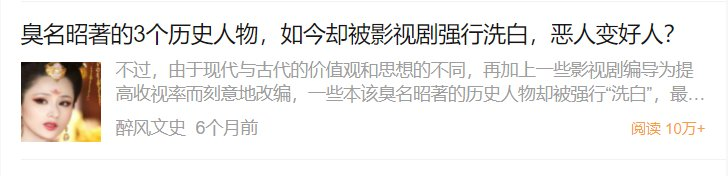 臭名昭著的3个历史人物，如今却被影视剧强行洗白，恶人变好人？
不过，由于现代与古代的价值观和思想的不同，再加上一些影视剧编导为提
高收视率而刻意地改编，一些本该臭名昭著的历史人物却被强行“洗白”，最…
醉风文史 6个月前
阅读 10万+